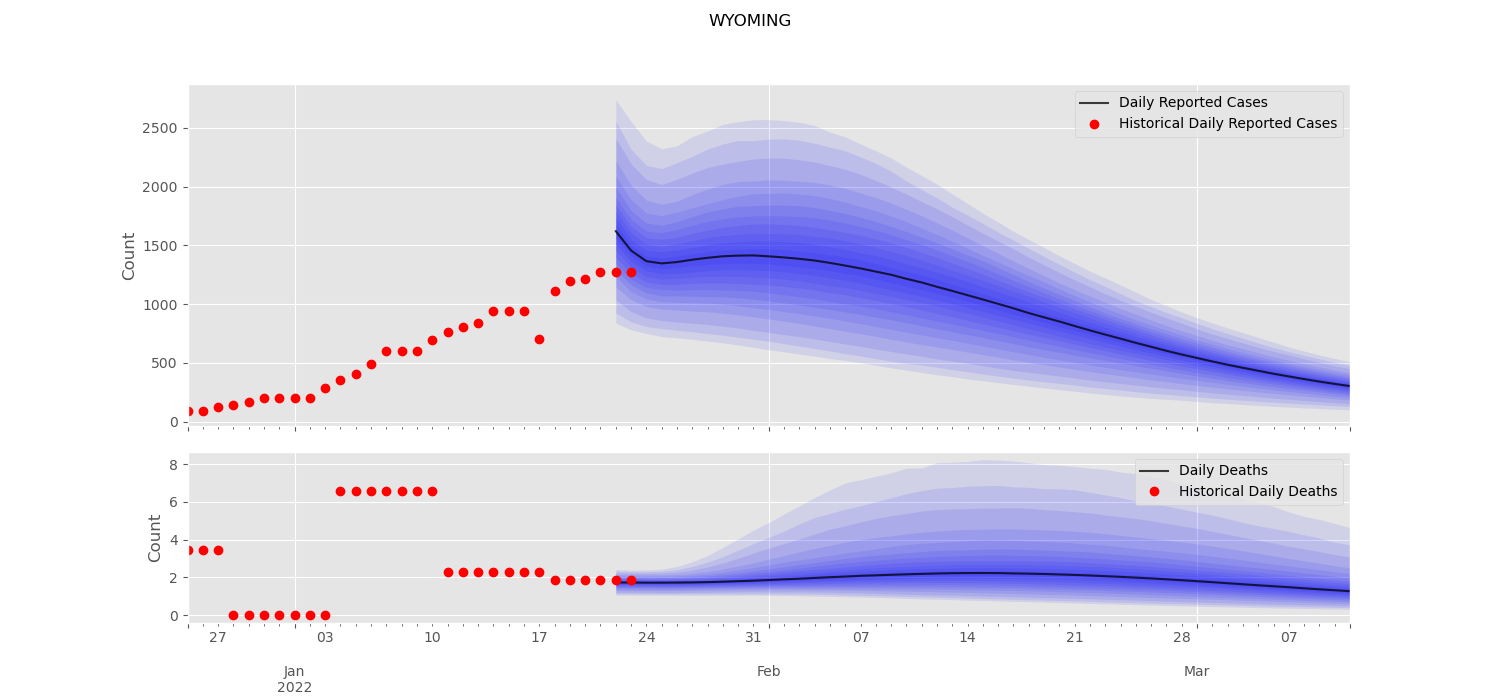 WYOMING
Count
2500
2000
1500
1000
500
0
Daily Reported Cases
Historical Daily Reported Cases
Count
8
6
4
2
0
Daily Deaths
Historical Daily Deaths
27 03 10 17 24 31 07 14 21 28 07
Jan Feb Mar
2022